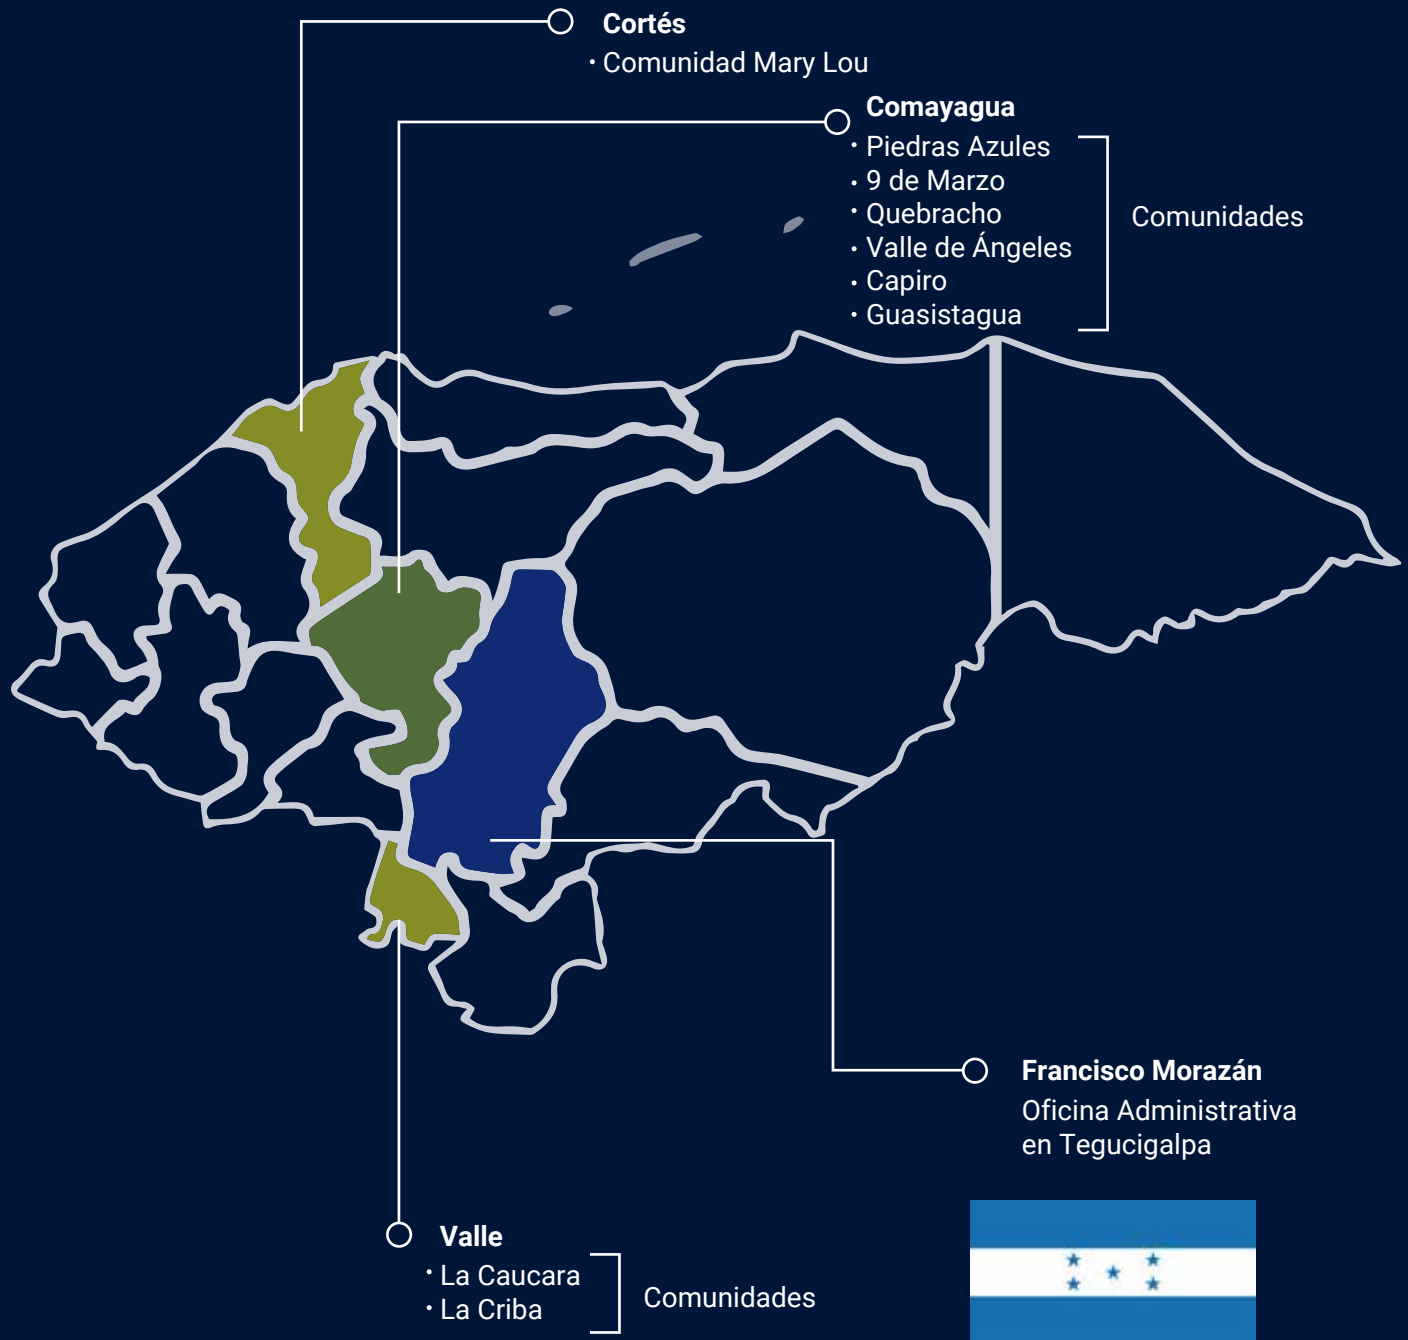 Cortés
· Comunidad Mary Lou
Comayagua
· Piedras Azules
· 9 de Marzo
· Quebracho
· Valle de Ángeles
· Capiro
· Guasistagua
Comunidades
Francisco Morazán
Oficina Administrativa
en Tegucigalpa
Valle
· La Caucara
· La Criba
Comunidades